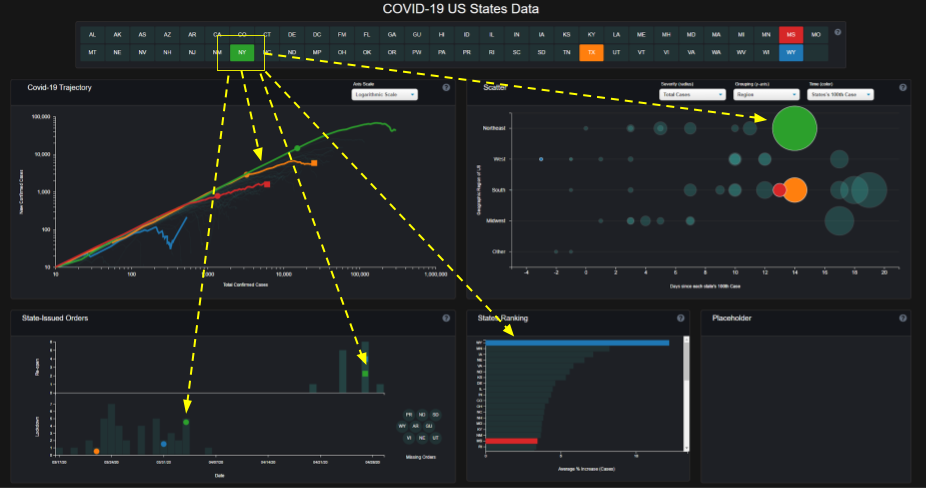 COVID-19 US States Data
AL AK AS AZ AR CA CO CT DE DC FM FL GA GU HI ID IL IN IA KS KY LA ME MH MD MA MI MN MS MO
MT NE NV NH NJ NM NY NC ND MP OH OK OR PW PA PR RI SC SD TN TX UT VT VI VA WA WV WI WY
Covid-19 Trajectory
Axis Scale
Logarithmic Scale
100,000
10,000
1,000
100
10
New Confirmed Cases
10 100 1,000 10,000 100,000 1,000,000
Total Confirmed Cases
Scatter
Severity (radius)
Total Cases
Grouping (y-axis)
Region
Time (color)
State's 100th Case
Northeast
West
South
Midwest
Other
Geographic Region of US
-4 -2 0 2 4 6 8 10 12 14 16 18 20
Days since each state's 100th Case
State-Issued Orders
Re-open
Lockdown
03/17/20 03/24/20 03/31/20 04/07/20 04/14/20 04/21/20 04/28/20
Date
PR ND SD
WY AR GU
VI NE UT
Missing Orders
States Ranking
WY
MS
0 5 10
Average % Increase (Cases)
Placeholder